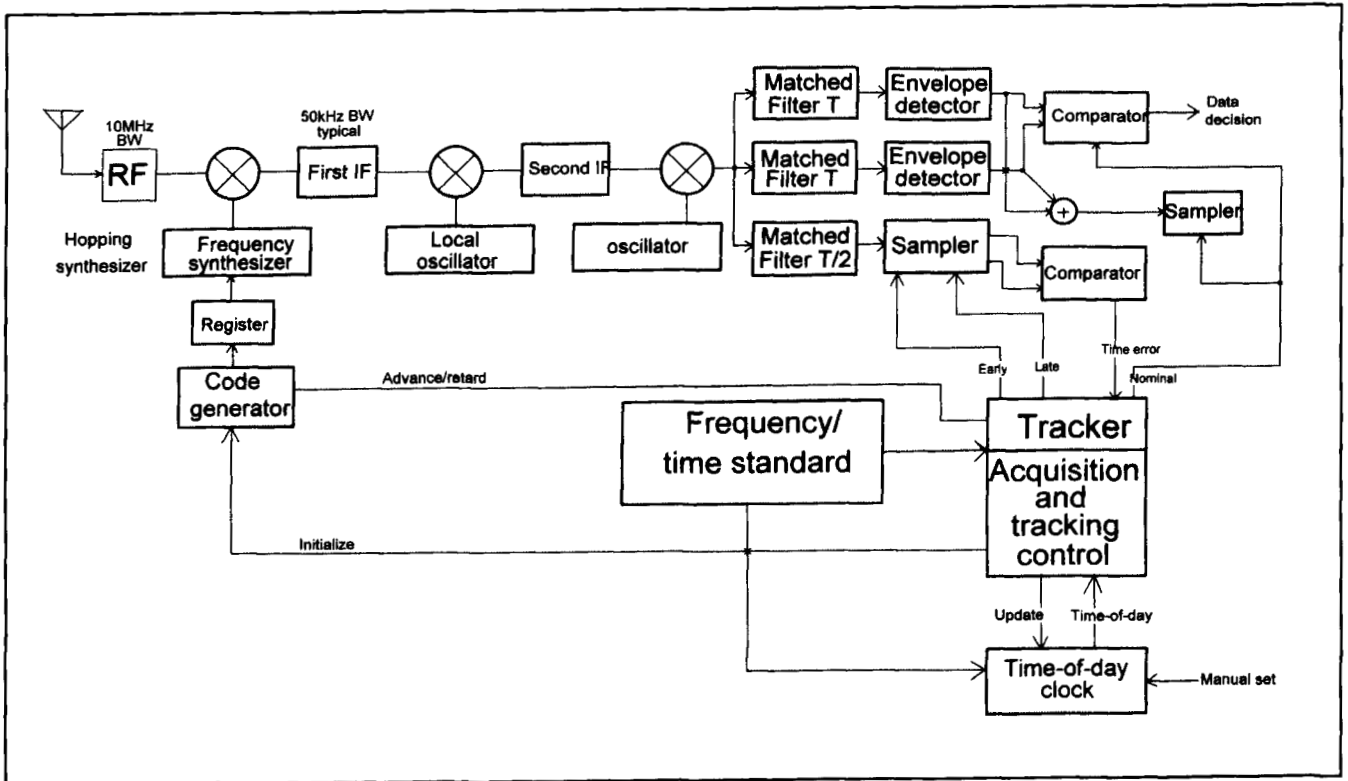 10MHz
BW
RF
50kHz BW
typical
First IF
Second IF
Matched
Filter T
Envelope
detector
Comparator
Data
decision
Matched
Filter T
Envelope
detector
+
Sampler
Hopping
synthesizer
Frequency
synthesizer
Local
oscillator
oscillator
Matched
Filter T/2
Sampler
Comparator
Register
Early
Late
Time error
Nominal
Code
generator
Advance/retard
Frequency/
time standard
Tracker
Acquisition
and
tracking
control
Initialize
Update
Time-of-day
Time-of-day
clock
Manual set